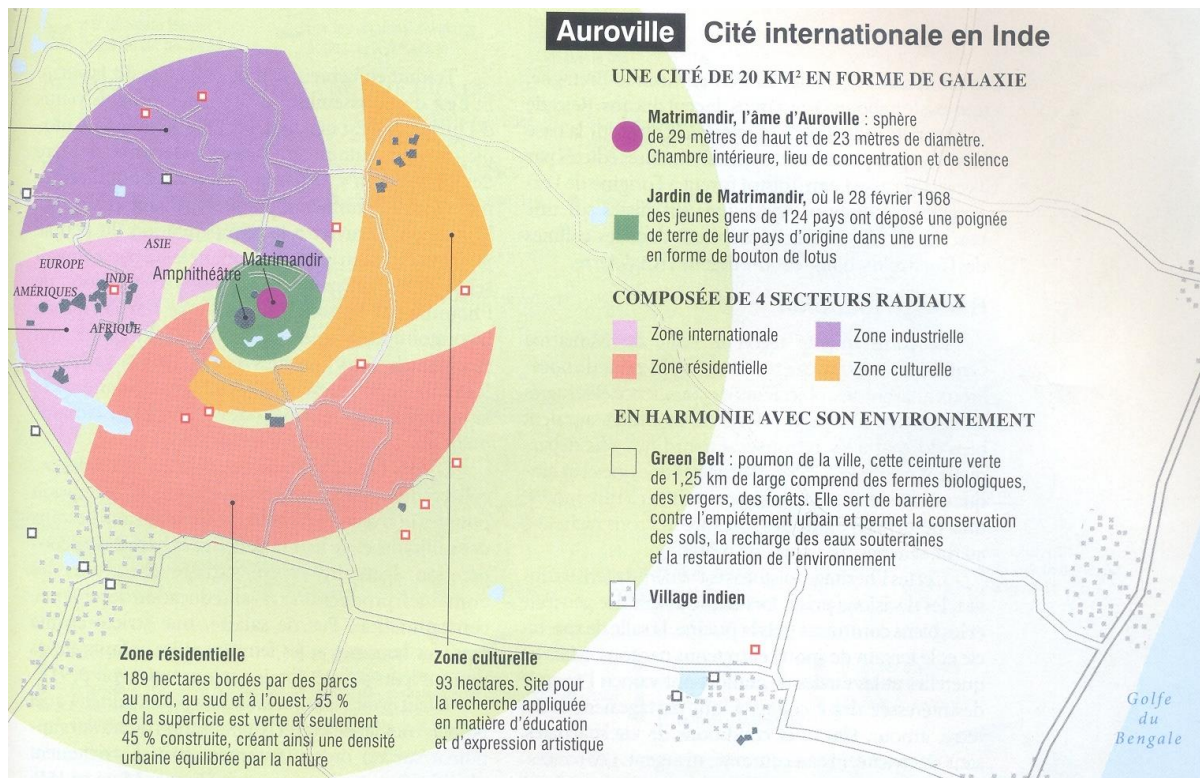 Auroville Cité internationale en Inde
UNE CITÉ DE 20 KM² EN FORME DE GALAXIE
Matrimandir, l'âme d'Auroville : sphère
de 29 mètres de haut et de 23 mètres de diamètre.
Chambre intérieure, lieu de concentration et de silence
Jardin de Matrimandir, où le 28 février 1968
des jeunes gens de 124 pays ont déposé une poignée
de terre de leur pays d'origine dans une urne
en forme de bouton de lotus
COMPOSÉE DE 4 SECTEURS RADIAUX
Zone internationale
Zone industrielle
Zone résidentielle
Zone culturelle
EN HARMONIE AVEC SON ENVIRONNEMENT
Green Belt : poumon de la ville, cette ceinture verte
de 1,25 km de large comprend des fermes biologiques,
des vergers, des forêts. Elle sert de barrière
contre l'empiétement urbain et permet la conservation
des sols, la recharge des eaux souterraines
et la restauration de l'environnement
Village indien
ASIE
EUROPE
INDE
AMÉRIQUES
AFRIQUE
Matrimandir
Amphithéâtre
Zone résidentielle
189 hectares bordés par des parcs
au nord, au sud et à l'ouest. 55 %
de la superficie est verte et seulement
45 % construite, créant ainsi une densité
urbaine équilibrée par la nature
Zone culturelle
93 hectares. Site pour
la recherche appliquée
en matière d'éducation
et d'expression artistique
Golfe
du
Bengale